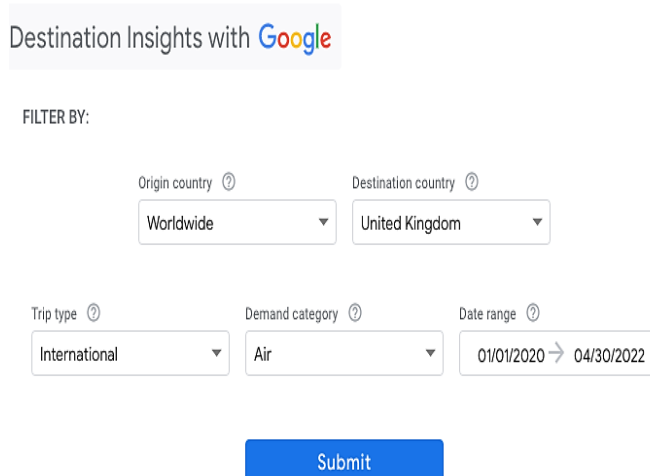 Destination Insights with Google
FILTER BY:
Origin country ?
Destination country ?
Worldwide
United Kingdom
Trip type ?
Demand category ?
Date range ?
International
Air
01/01/2020 → 04/30/2022
Submit